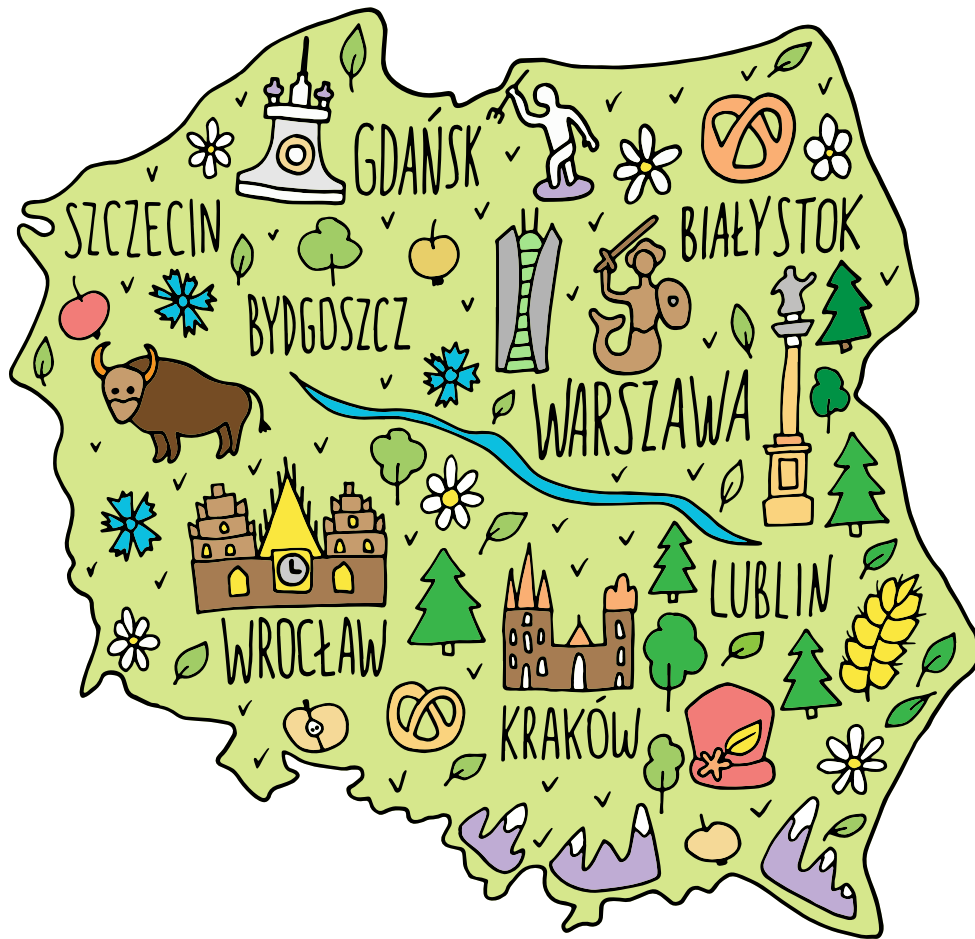 GDAŃSK
SZCZECIN
BIAŁYSTOK
BYDGOSZCZ
WARSZAWA
LUBLIN
WROCŁAW
KRAKÓW